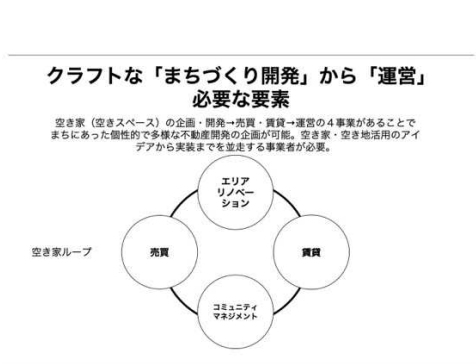 クラフトな「まちづくり開発」から「運営」
必要な要素
空き家（空きスペース）の企画・開発→売買・賃貸→運営の４事業があることで
まちにあった個性的で多様な不動産開発の企画が可能。空き家・空き地活用のアイ
デアから実装までを並走する事業者が必要。
エリア
リノベー
ション
空き家ループ
売買
賃貸
コミュニティ
マネジメント